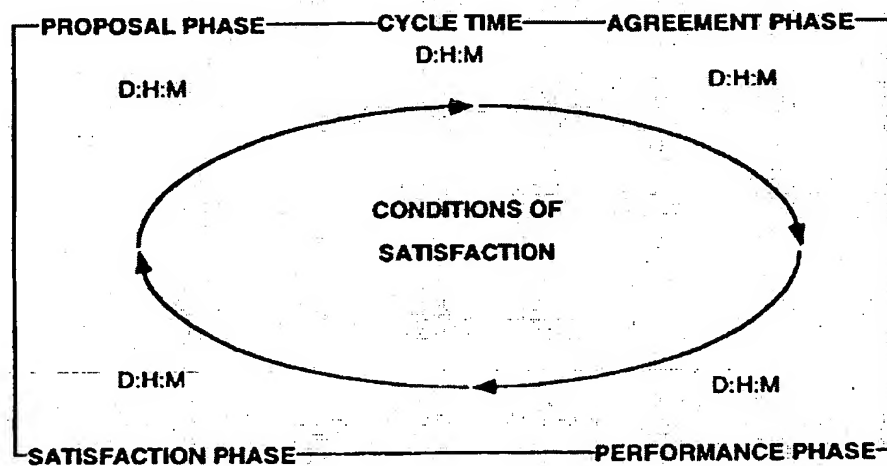 PROPOSAL PHASE CYCLE TIME AGREEMENT PHASE
D:H:M D:H:M D:H:M
CONDITIONS OF
SATISFACTION
D:H:M D:H:M
SATISFACTION PHASE PERFORMANCE PHASE